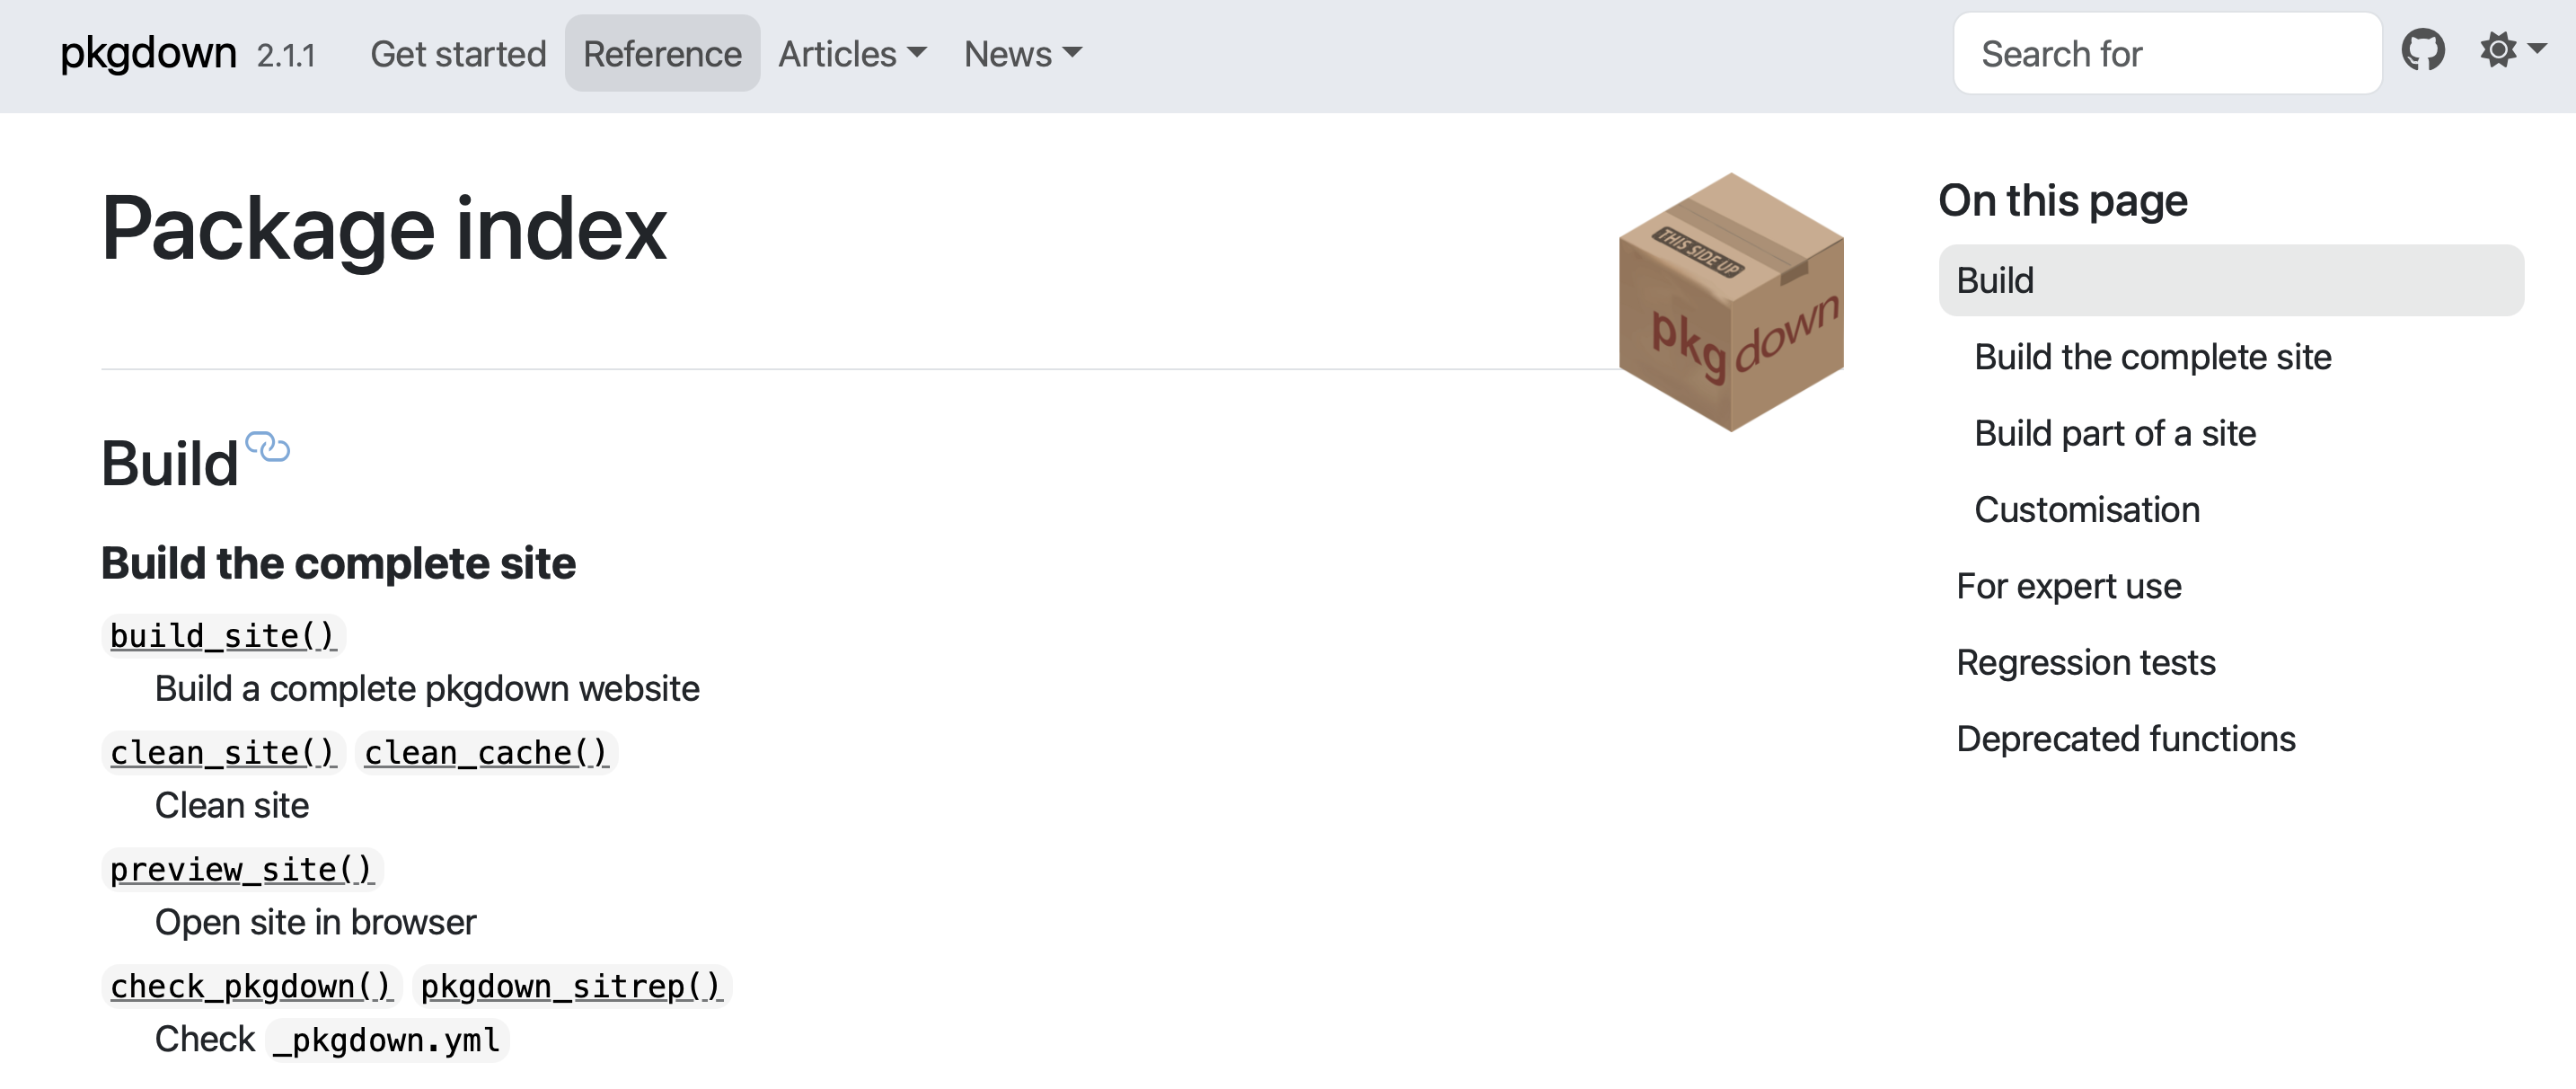 pkgdown 2.1.1 Get started Reference Articles News Search for
Package index
THIS SIDE UP
pkgdown
Build
Build the complete site
build_site()
Build a complete pkgdown website
clean_site() clean_cache()
Clean site
preview_site()
Open site in browser
check_pkgdown() pkgdown_sitrep()
Check _pkgdown.yml
On this page
Build
Build the complete site
Build part of a site
Customisation
For expert use
Regression tests
Deprecated functions